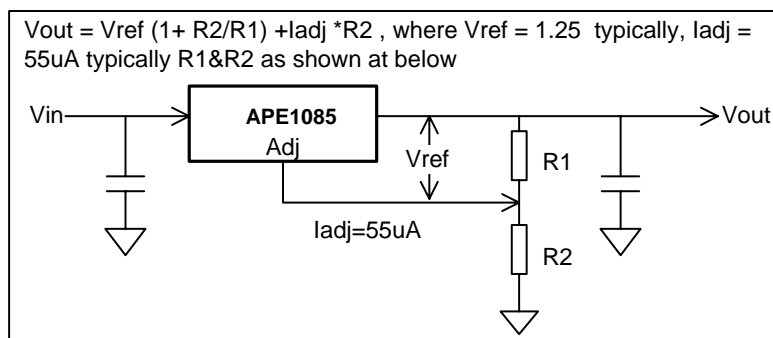 Vout = Vref (1+ R2/R1) +Iadj *R2 , where Vref = 1.25  typically, Iadj =
55uA typically R1&R2 as shown at below
Vin
APE1085
Adj
Vref
R1
Vout
Iadj=55uA
R2